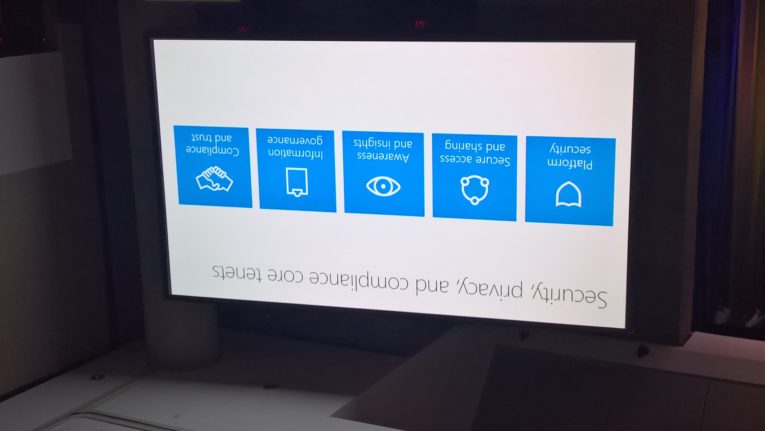 Security, privacy, and compliance core tenets
Platform
security
Secure access
and sharing
Awareness
and insights
Information
governance
Compliance
and trust